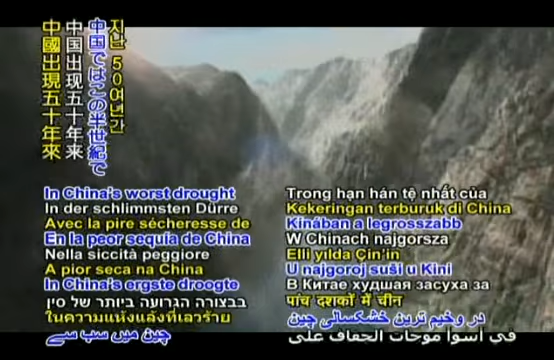 中國出現五十年來
中国出现五十年来
中国ではこの半世紀で
지난 50여년간
In China's worst drought
In der schlimmsten Dürre
Avec la pire sécheresse de
En la peor sequía de China
Nella siccità peggiore
A pior seca na China
In China's ergste droogte
בבצורה הגרועה ביותר של סין
ในความแห้งแล้งที่เลวร้าย
چین میں سب سے
Trong hạn hán tệ nhất của
Kekeringan terburuk di China
Kínában a legrosszabb
W Chinach najgorsza
Elli yılda Çin'in
U najgoroj suši u Kini
В Китае худшая засуха за
पांच दशकों में चीन
در وخیم ترین خشکسالی چین
في أسوأ موجات الجفاف على